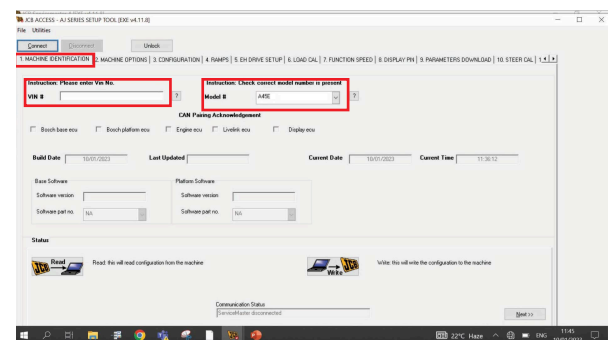 JCB ACCESS - AJ SERIES SETUP TOOL [EXE v4.11.8]
File Utilities
Connect Disconnect Unlock
1. MACHINE IDENTIFICATION 2. MACHINE OPTIONS 3. CONFIGURATION 4. RAMPS 5. EH DRIVE SETUP 6. LOAD CAL 7. FUNCTION SPEED 8. DISPLAY PIN 9. PARAMETERS DOWNLOAD 10. STEER CAL
Instruction: Please enter Vin No. Instruction: Check correct model number is present
VIN # ? Model # A45E ?
CAN Pairing Acknowledgement
Bosch base ecu Bosch platform ecu Engine ecu Livelink ecu Display ecu
Build Date 10/01/2023 Last Updated Current Date 10/01/2023 Current Time 11:36:12
Base Software Platform Software
Software version Software version
Software part no. NA Software part no. NA
Status
JCB Read Read: this will read configuration from the machine Write JCB Write: this will write the configuration to the machine
Communication Status
ServiceMaster disconnected
Next >>
22°C Haze ENG 11:45
10/01/2023